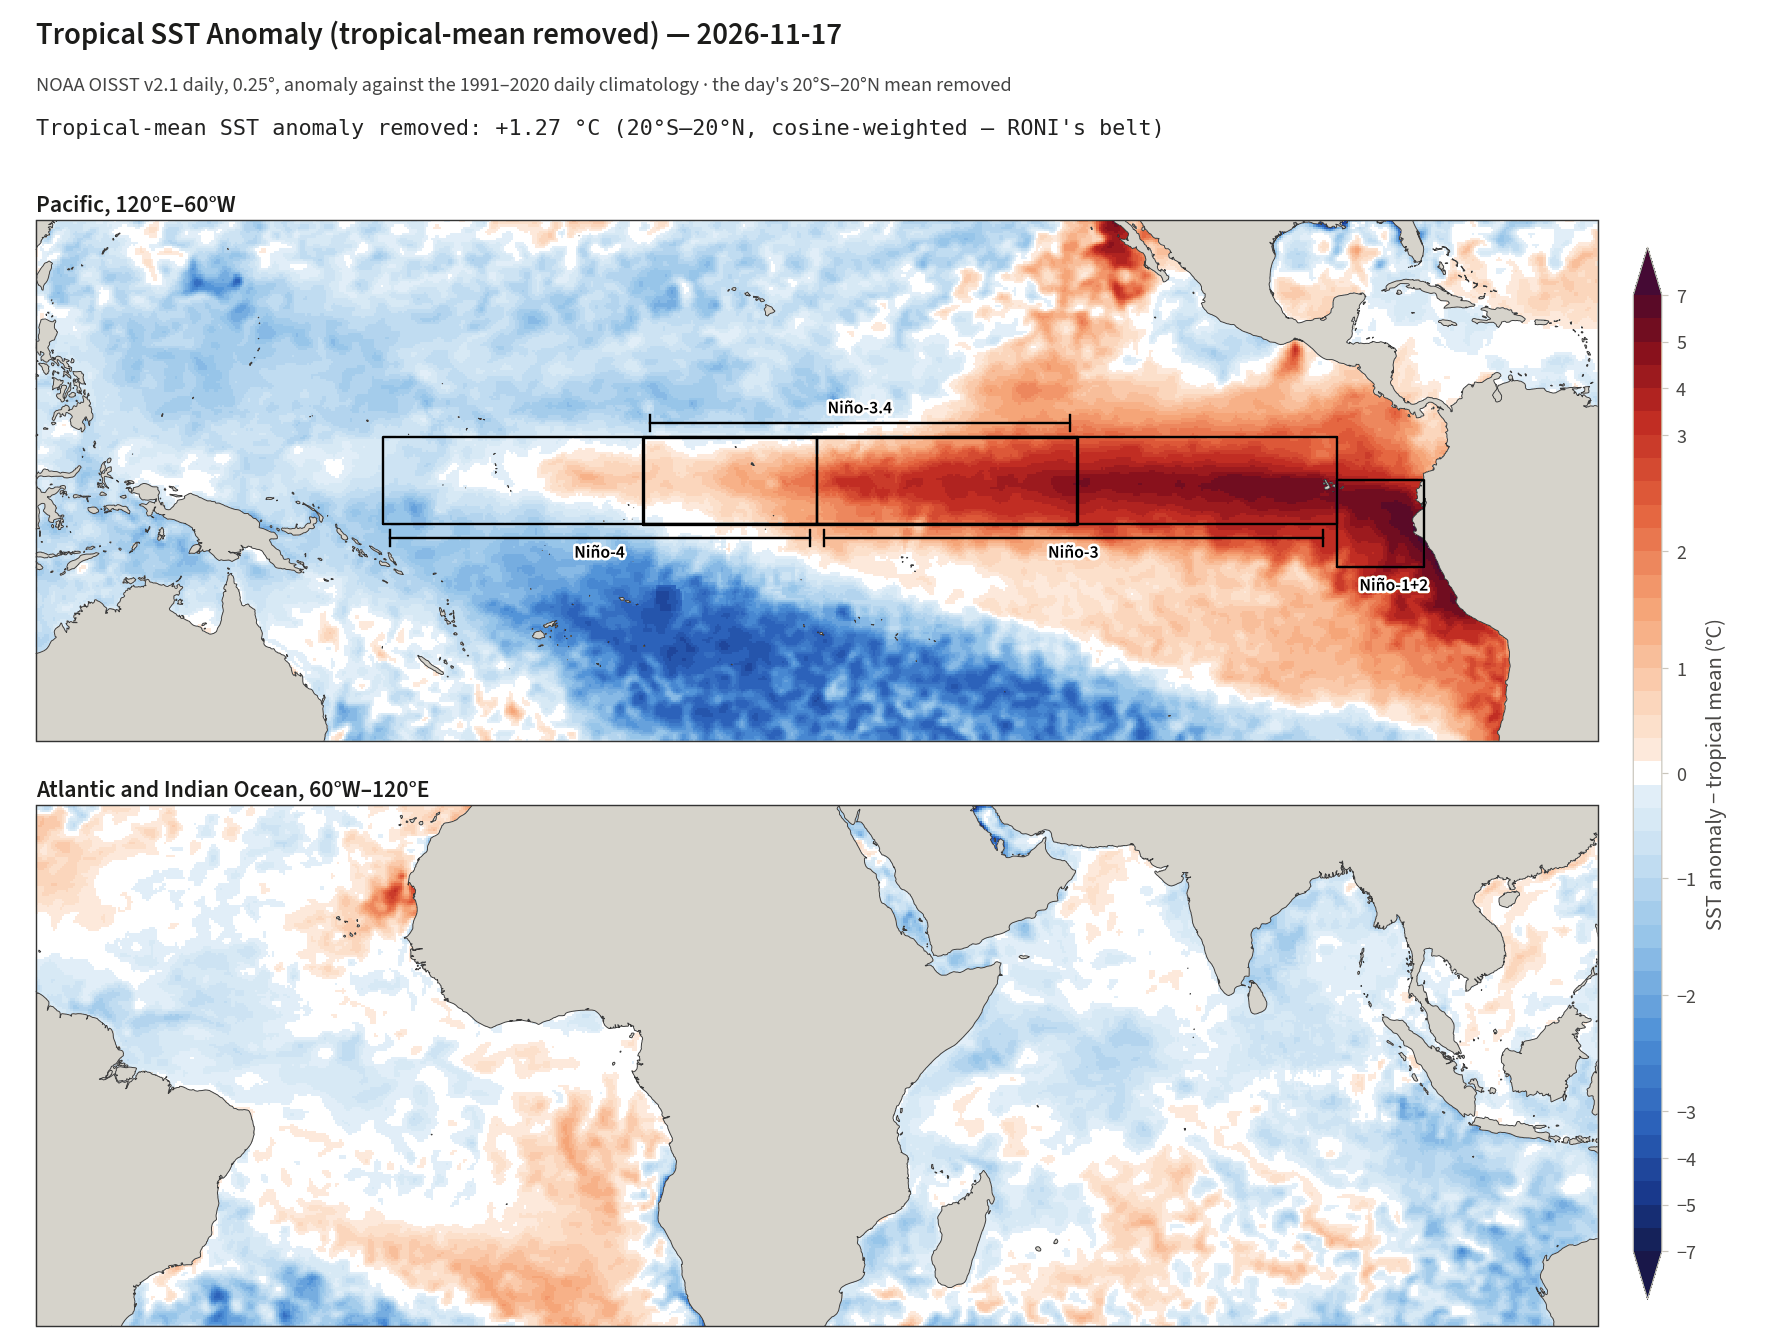 Tropical SST Anomaly (tropical-mean removed) — 2026-11-17
NOAA OISST v2.1 daily, 0.25°, anomaly against the 1991–2020 daily climatology · the day's 20°S–20°N mean removed
Tropical-mean SST anomaly removed: +1.27 °C (20°S–20°N, cosine-weighted — RONI's belt)
Pacific, 120°E–60°W
Niño-3.4
Niño-4
Niño-3
Niño-1+2
Atlantic and Indian Ocean, 60°W–120°E
7
5
4
3
2
1
0
−1
−2
−3
−4
−5
−7
SST anomaly − tropical mean (°C)